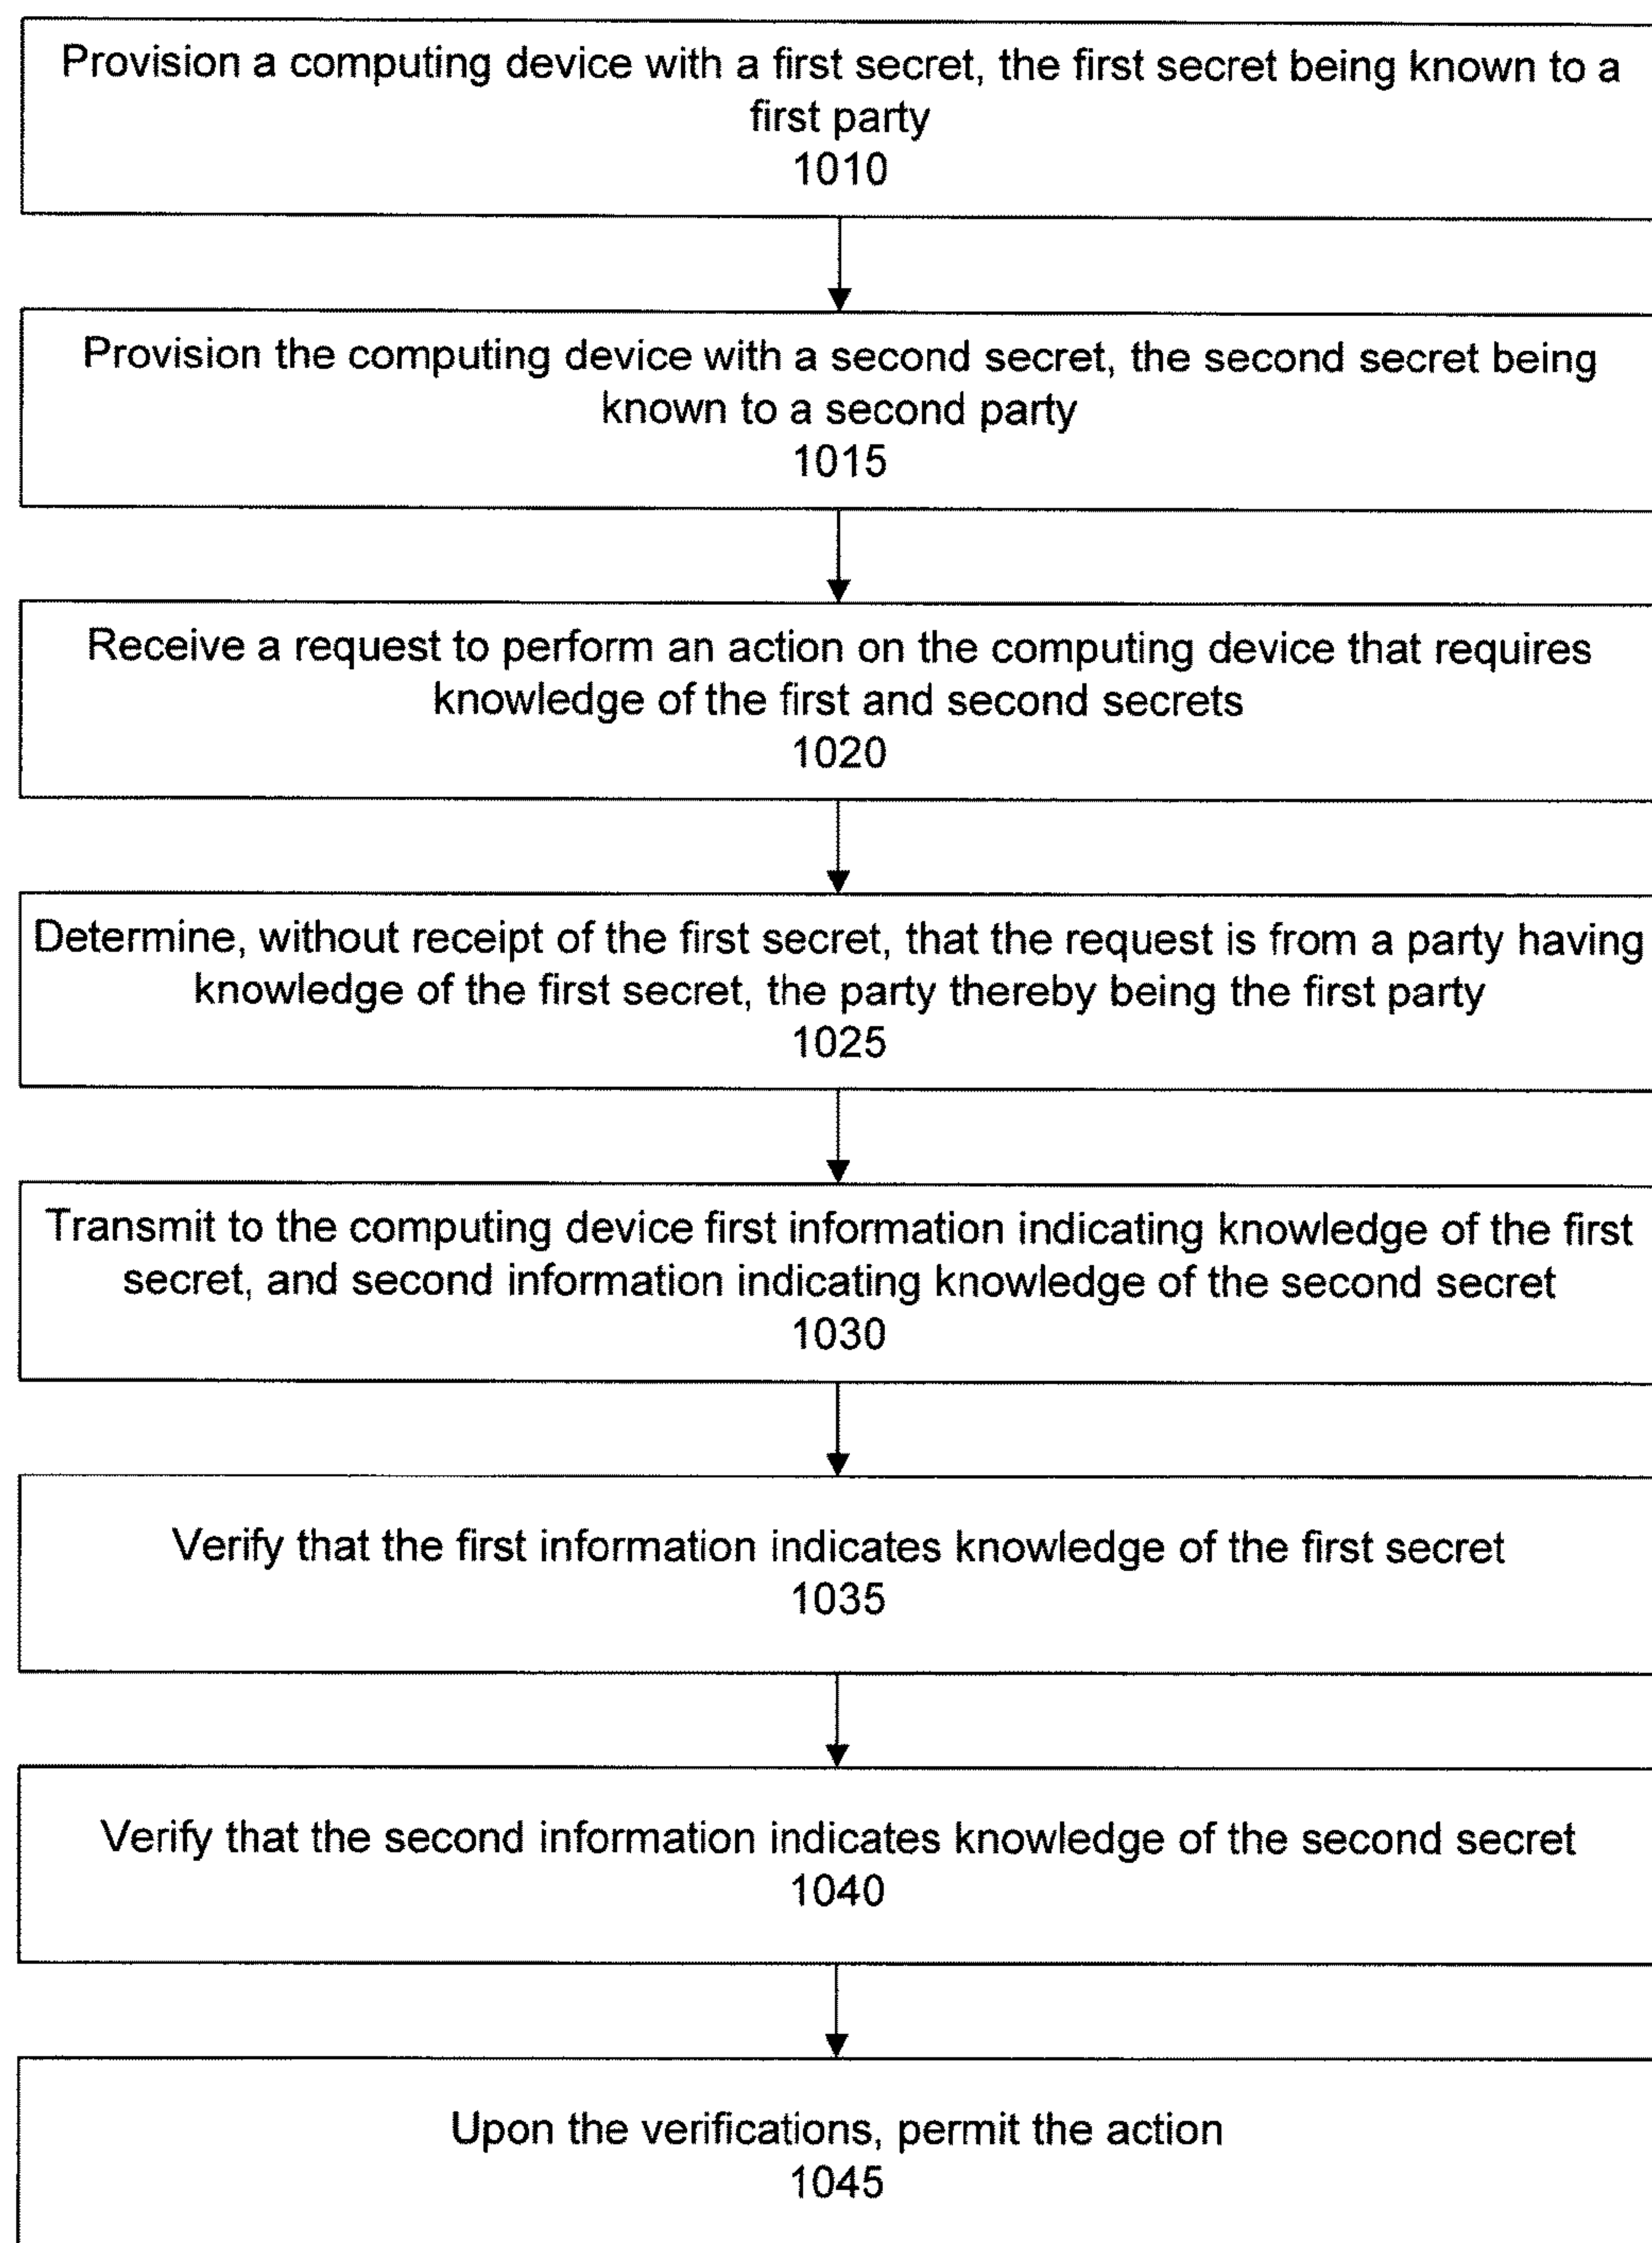 Provision a computing device with a first secret, the first secret being known to a
first party
1010
Provision the computing device with a second secret, the second secret being
known to a second party
1015
Receive a request to perform an action on the computing device that requires
knowledge of the first and second secrets
1020
Determine, without receipt of the first secret, that the request is from a party having
knowledge of the first secret, the party thereby being the first party
1025
Transmit to the computing device first information indicating knowledge of the first
secret, and second information indicating knowledge of the second secret
1030
Verify that the first information indicates knowledge of the first secret
1035
Verify that the second information indicates knowledge of the second secret
1040
Upon the verifications, permit the action
1045